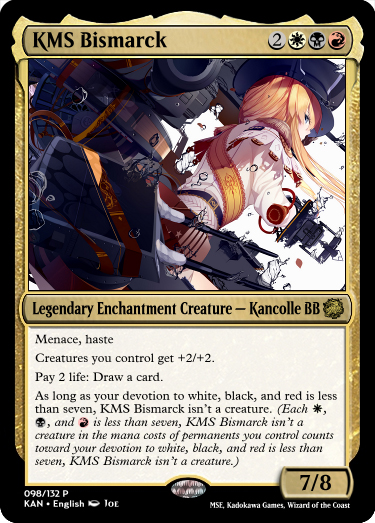 KMS Bismarck 2
Legendary Enchantment Creature — Kancolle BB
Menace, haste
Creatures you control get +2/+2.
Pay 2 life: Draw a card.
As long as your devotion to white, black, and red is less
than seven, KMS Bismarck isn't a creature. (Each
, and is less than seven, KMS Bismarck isn't a
creature in the mana costs of permanents you control counts
toward your devotion to white, black, and red is less than
seven, KMS Bismarck isn't a creature.)
7/8
098/132 P
KAN • English JOE
MSE, Kadokawa Games, Wizard of the Coast